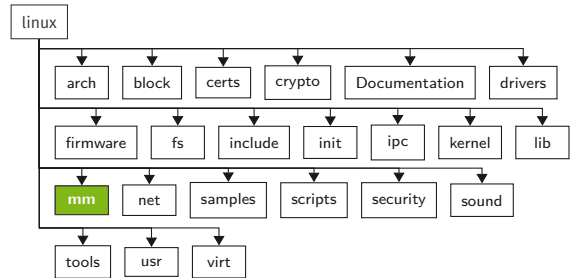 linux
arch block certs crypto Documentation drivers
firmware fs include init ipc kernel lib
mm net samples scripts security sound
tools usr virt